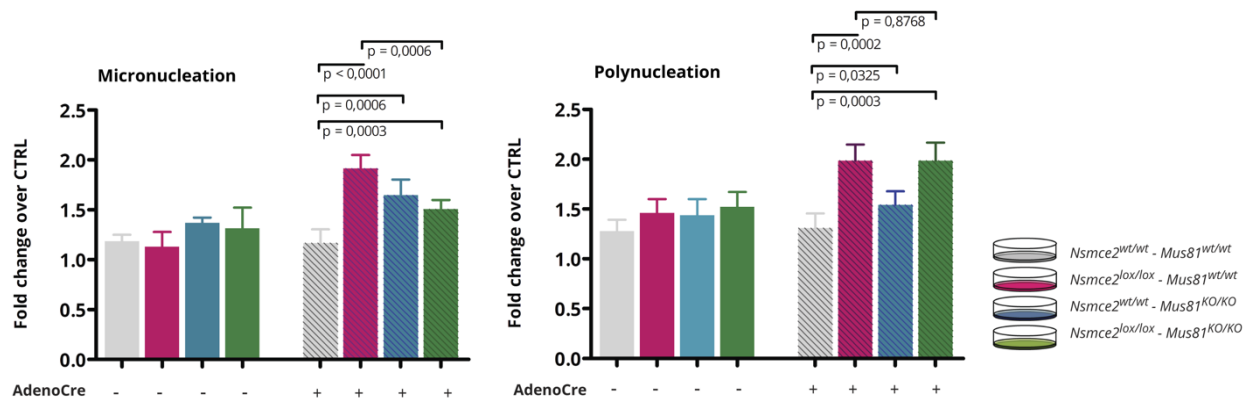 Micronucleation
p = 0,0006
p < 0,0001
p = 0,0006
p = 0,0003
Fold change over CTRL
2.5
2.0
1.5
1.0
0.5
0.0
AdenoCre - - - - + + + +
Polynucleation
p = 0,8768
p = 0,0002
p = 0,0325
p = 0,0003
Fold change over CTRL
2.5
2.0
1.5
1.0
0.5
0.0
AdenoCre - - - - + + + +
Nsmce2wt/wt - Mus81wt/wt
Nsmce2lox/lox - Mus81wt/wt
Nsmce2wt/wt - Mus81KO/KO
Nsmce2lox/lox - Mus81KO/KO